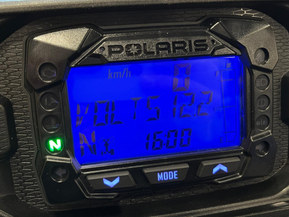 POLARIS
km/h 0
VOLTS 12.2
N 1600
N
MODE